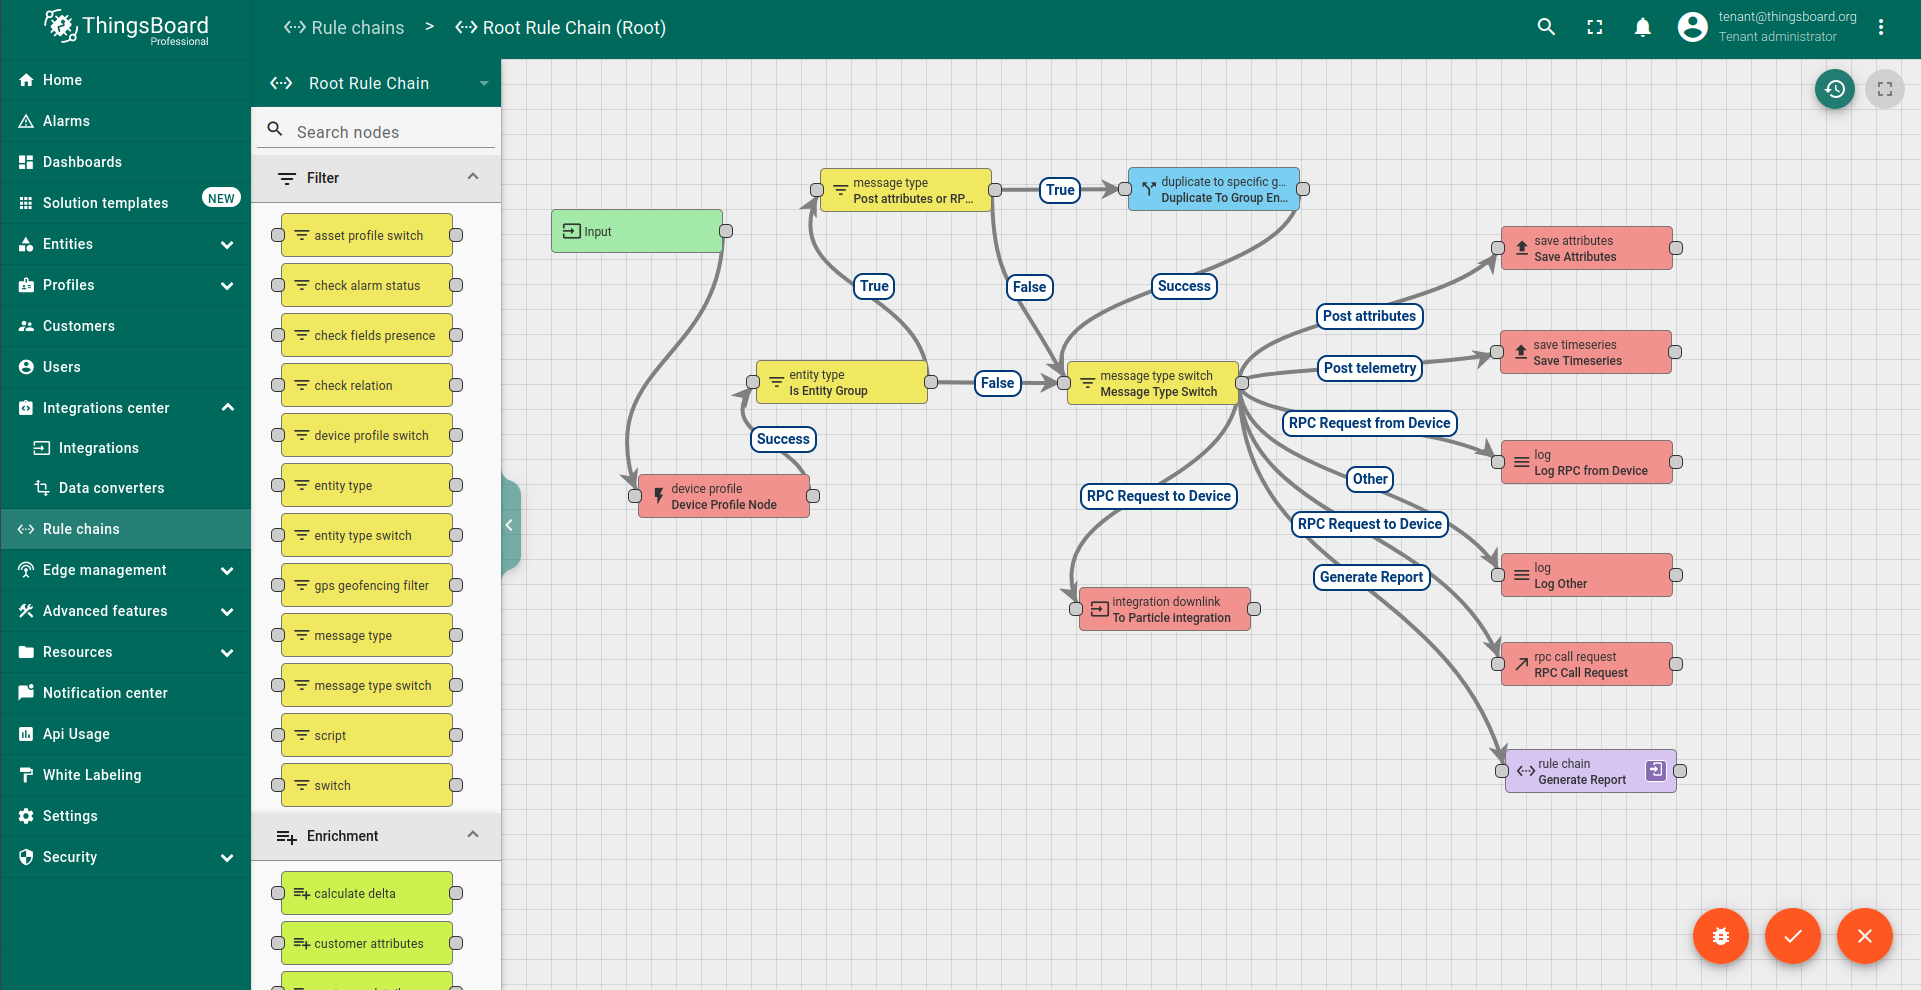 ThingsBoard
Professional
Rule chains
>
Root Rule Chain (Root)
tenant@thingsboard.org
Tenant administrator
Home
Alarms
Dashboards
Solution templates
NEW
Entities
Profiles
Customers
Users
Integrations center
Integrations
Data converters
Rule chains
Edge management
Advanced features
Resources
Notification center
Api Usage
White Labeling
Settings
Security
Root Rule Chain
Search nodes
Filter
asset profile switch
check alarm status
check fields presence
check relation
device profile switch
entity type
entity type switch
gps geofencing filter
message type
message type switch
script
switch
Enrichment
calculate delta
customer attributes
Input
message type
Post attributes or RP...
True
duplicate to specific g...
Duplicate To Group En...
True
False
Success
entity type
Is Entity Group
False
message type switch
Message Type Switch
Success
device profile
Device Profile Node
Post attributes
save attributes
Save Attributes
Post telemetry
save timeseries
Save Timeseries
RPC Request from Device
log
Log RPC from Device
Other
RPC Request to Device
RPC Request to Device
log
Log Other
Generate Report
integration downlink
To Particle integration
rpc call request
RPC Call Request
rule chain
Generate Report